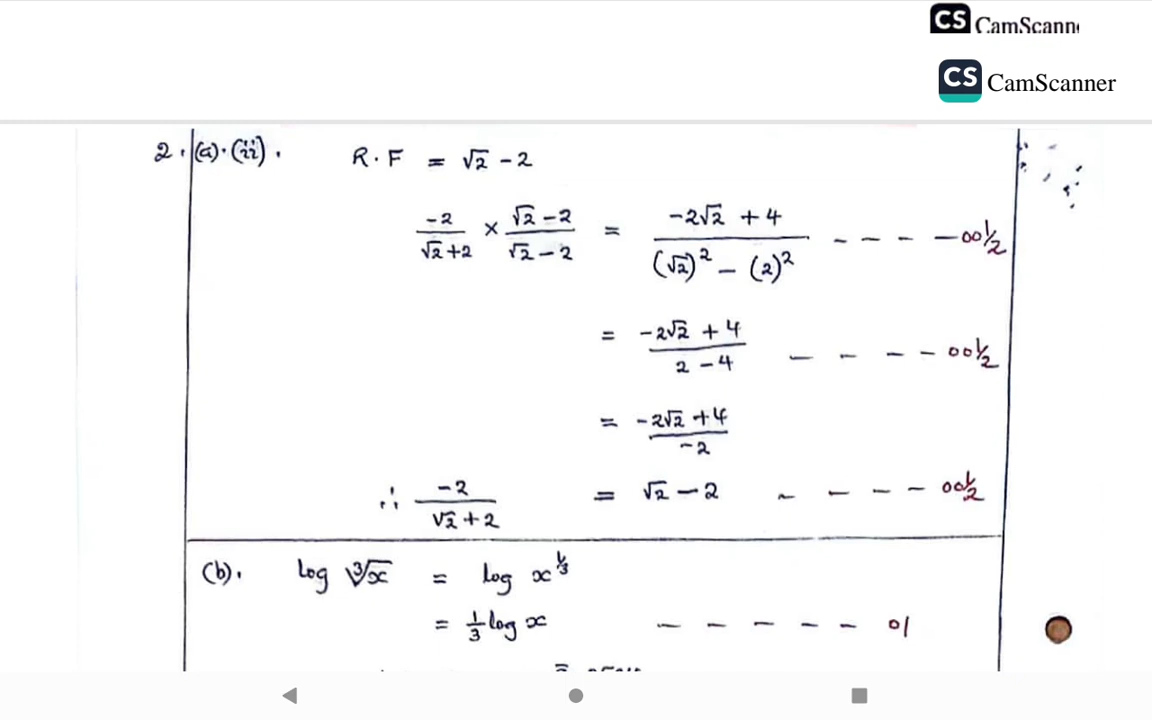 CS CamScann
CS CamScanner
2.(a).(ii). R.F = √2 - 2
-2/(√2+2) × (√2-2)/(√2-2) = (-2√2 + 4)/((√2)² - (2)²) - - - - 00½
= (-2√2 + 4)/(2 - 4) - - - - 00½
= (-2√2 + 4)/(-2)
∴ -2/(√2+2) = √2 - 2 - - - - 00½
(b). log ∛x = log x^⅓
= ⅓ log x - - - - - 01